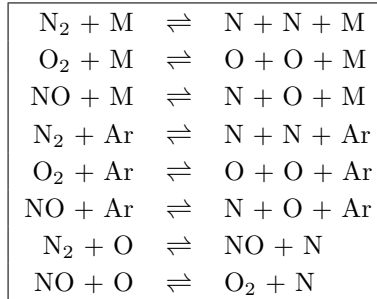 N₂ + M ⇌ N + N + M
O₂ + M ⇌ O + O + M
NO + M ⇌ N + O + M
N₂ + Ar ⇌ N + N + Ar
O₂ + Ar ⇌ O + O + Ar
NO + Ar ⇌ N + O + Ar
N₂ + O ⇌ NO + N
NO + O ⇌ O₂ + N